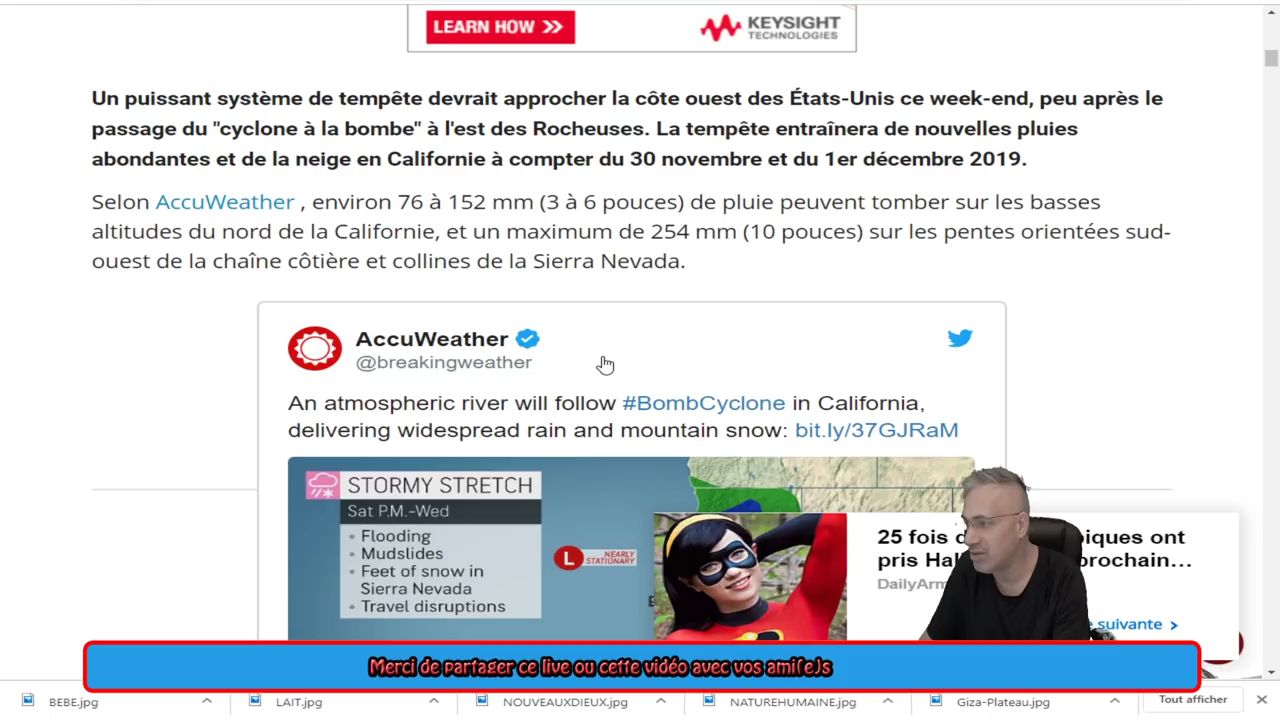 LEARN HOW >>
KEYSIGHT
TECHNOLOGIES
Un puissant système de tempête devrait approcher la côte ouest des États-Unis ce week-end, peu après le
passage du "cyclone à la bombe" à l'est des Rocheuses. La tempête entraînera de nouvelles pluies
abondantes et de la neige en Californie à compter du 30 novembre et du 1er décembre 2019.
Selon AccuWeather , environ 76 à 152 mm (3 à 6 pouces) de pluie peuvent tomber sur les basses
altitudes du nord de la Californie, et un maximum de 254 mm (10 pouces) sur les pentes orientées sud-
ouest de la chaîne côtière et collines de la Sierra Nevada.
AccuWeather
@breakingweather
An atmospheric river will follow #BombCyclone in California,
delivering widespread rain and mountain snow: bit.ly/37GJRaM
STORMY STRETCH
Sat P.M.-Wed
• Flooding
• Mudslides
• Feet of snow in
Sierra Nevada
• Travel disruptions
L NEARLY
STATIONARY
25 fois d iques ont
pris Hal prochain...
DailyArm
suivante >
Merci de partager ce live ou cette vidéo avec vos ami(e)s
BEBE.jpg
LAIT.jpg
NOUVEAUXDIEUX.jpg
NATUREHUMAINE.jpg
Giza-Plateau.jpg
Tout afficher